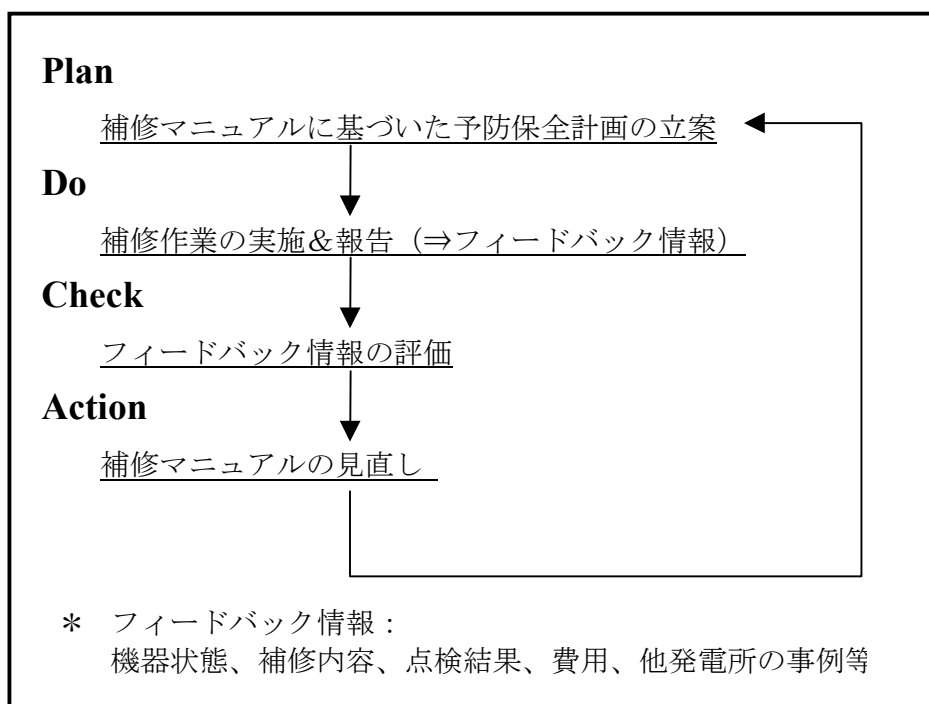 Plan
補修マニュアルに基づいた予防保全計画の立案
Do
補修作業の実施&報告(⇒フィードバック情報)
Check
フィードバック情報の評価
Action
補修マニュアルの見直し
* フィードバック情報:
機器状態、補修内容、点検結果、費用、他発電所の事例等